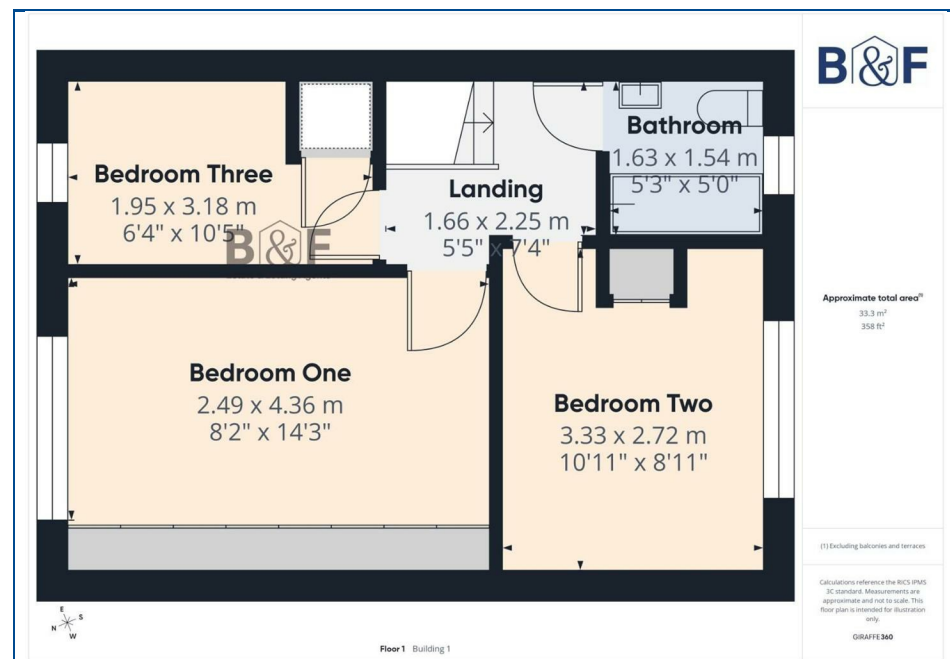 Bedroom Three
1.95 x 3.18 m
6'4" x 10'5"
B&F
Landing
1.66 x 2.25 m
5'5" x 7'4"
Bathroom
1.63 x 1.54 m
5'3" x 5'0"
Bedroom One
2.49 x 4.36 m
8'2" x 14'3"
Bedroom Two
3.33 x 2.72 m
10'11" x 8'11"
E
S
N
W
Floor 1 Building 1
B&F
Approximate total area(1)
33.3 m²
358 ft²
(1) Excluding balconies and terraces
Calculations reference the RICS IPMS
3C standard. Measurements are
approximate and not to scale. This
floor plan is intended for illustration
only.
GIRAFFE360